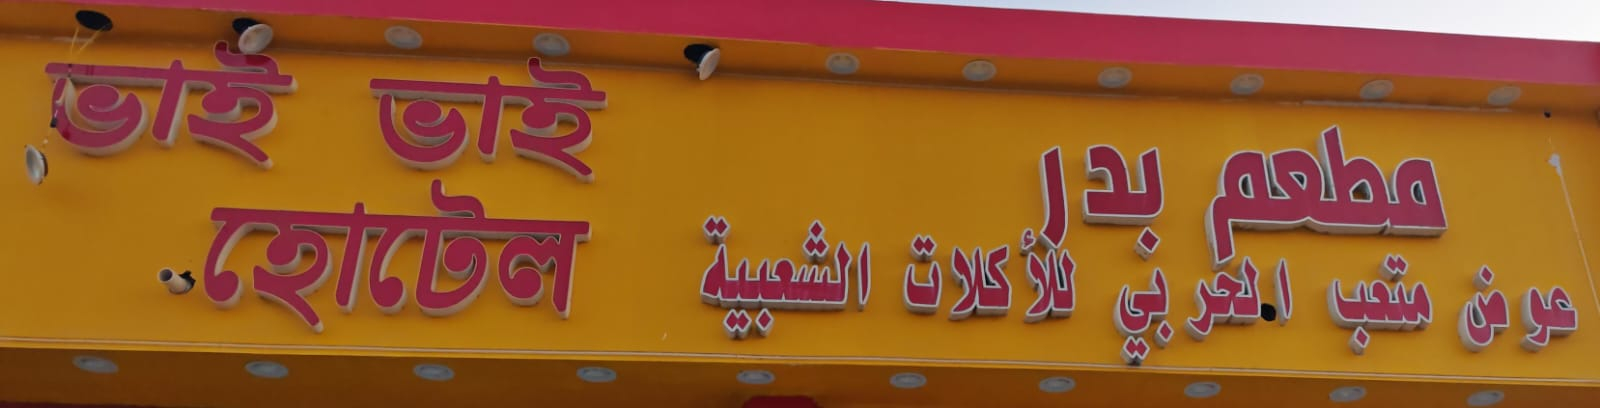 ভাই ভাই
হোটেল
مطعم بدر
عوض متعب الحربي للأكلات الشعبية